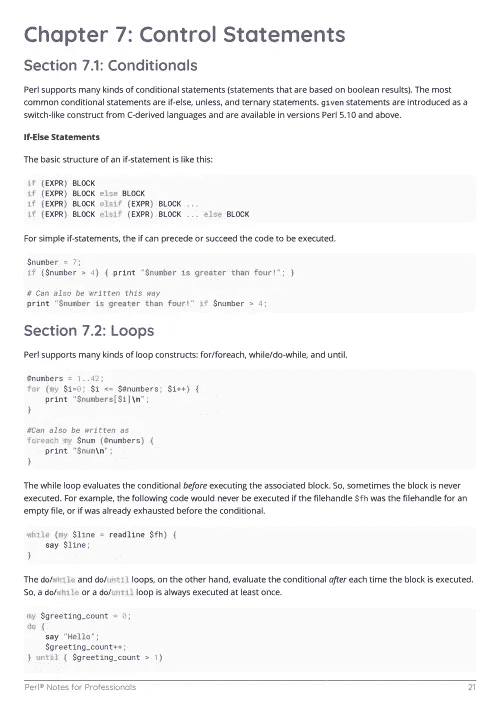 Chapter 7: Control Statements
Section 7.1: Conditionals
Perl supports many kinds of conditional statements (statements that are based on boolean results). The most
common conditional statements are if-else, unless, and ternary statements. given statements are introduced as a
switch-like construct from C-derived languages and are available in versions Perl 5.10 and above.
If-Else Statements
The basic structure of an if-statement is like this:
if (EXPR) BLOCK
if (EXPR) BLOCK else BLOCK
if (EXPR) BLOCK elsif (EXPR) BLOCK ...
if (EXPR) BLOCK elsif (EXPR) BLOCK ... else BLOCK
For simple if-statements, the if can precede or succeed the code to be executed.
$number = 7;
if ($number > 4) { print "$number is greater than four!"; }
# Can also be written this way
print "$number is greater than four!" if $number > 4;
Section 7.2: Loops
Perl supports many kinds of loop constructs: for/foreach, while/do-while, and until.
@numbers = 1..42;
for (my $i=0; $i <= $#numbers; $i++) {
    print "$numbers[$i]\n";
}
#Can also be written as
foreach my $num (@numbers) {
    print "$num\n";
}
The while loop evaluates the conditional before executing the associated block. So, sometimes the block is never
executed. For example, the following code would never be executed if the filehandle $fh was the filehandle for an
empty file, or if was already exhausted before the conditional.
while (my $line = readline $fh) {
    say $line;
}
The do/while and do/until loops, on the other hand, evaluate the conditional after each time the block is executed.
So, a do/while or a do/until loop is always executed at least once.
my $greeting_count = 0;
do {
    say "Hello";
    $greeting_count++;
} until ( $greeting_count > 1)
Perl® Notes for Professionals
21